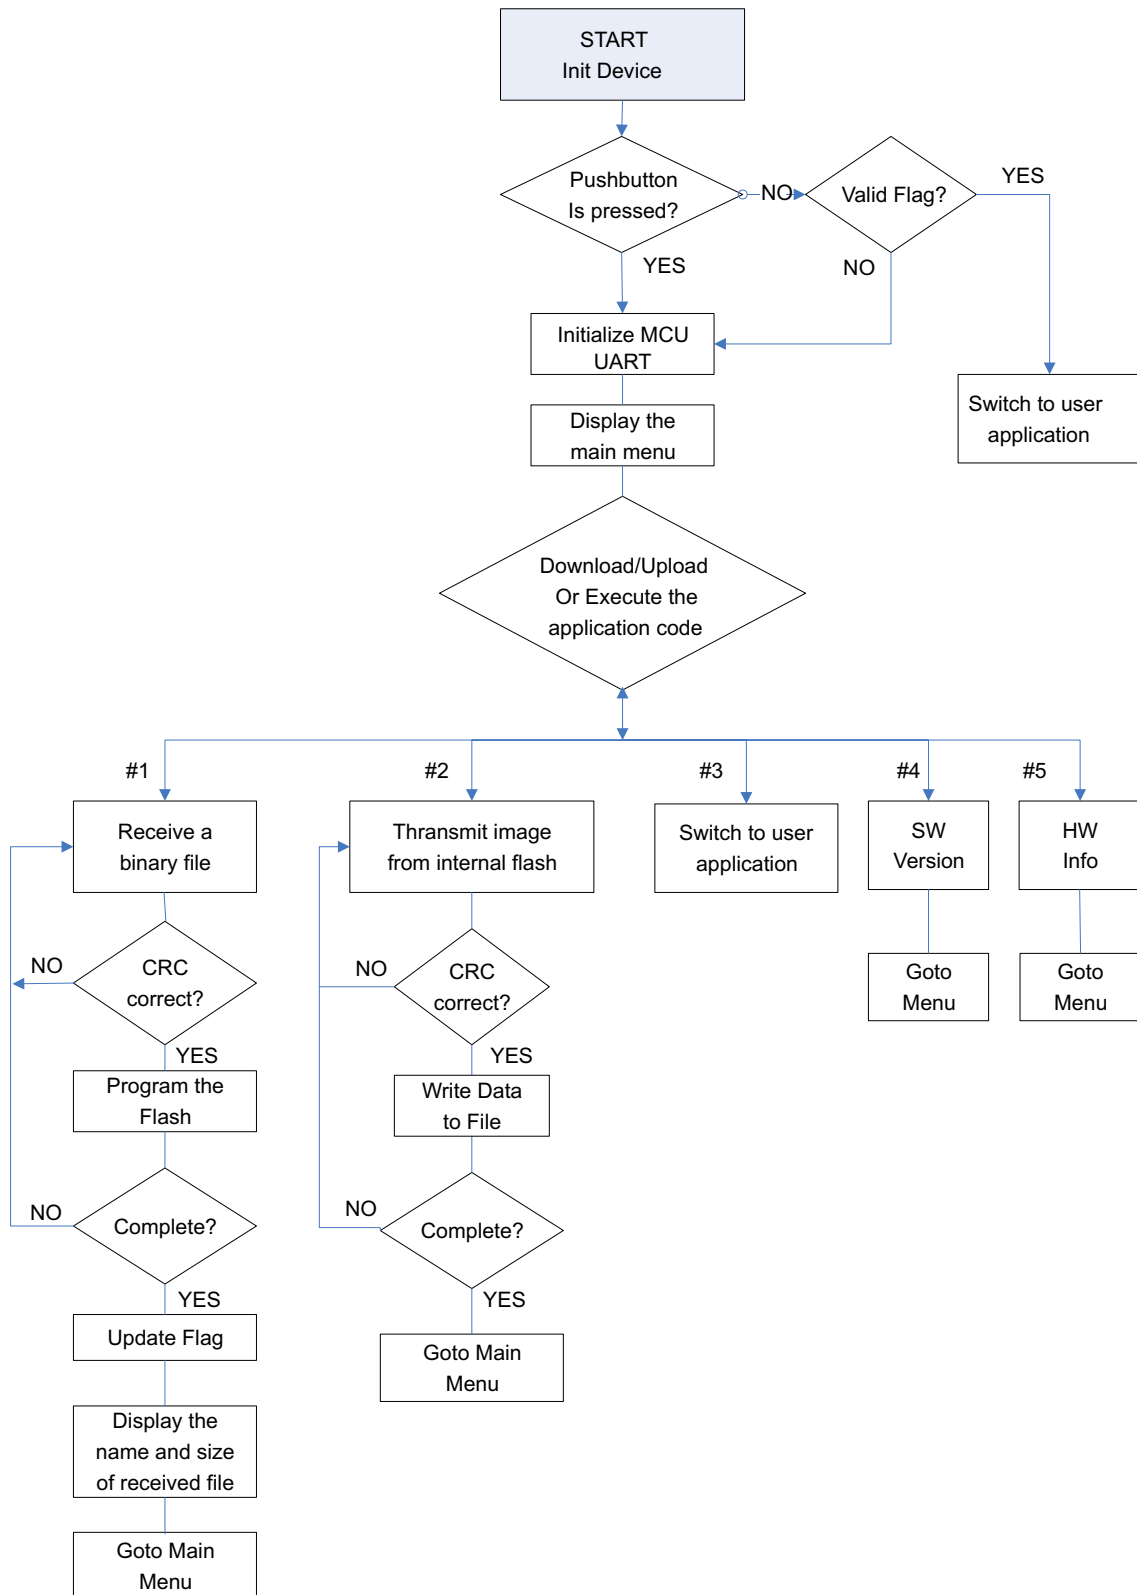 START
Init Device
Pushbutton
Is pressed?
NO
Valid Flag?
YES
YES
NO
Initialize MCU
UART
Switch to user
application
Display the
main menu
Download/Upload
Or Execute the
application code
#1
#2
#3
#4
#5
Receive a
binary file
Thransmit image
from internal flash
Switch to user
application
SW
Version
HW
Info
NO
CRC
correct?
NO
CRC
correct?
Goto
Menu
Goto
Menu
YES
YES
Program the
Flash
Write Data
to File
NO
Complete?
NO
Complete?
YES
YES
Update Flag
Goto Main
Menu
Display the
name and size
of received file
Goto Main
Menu